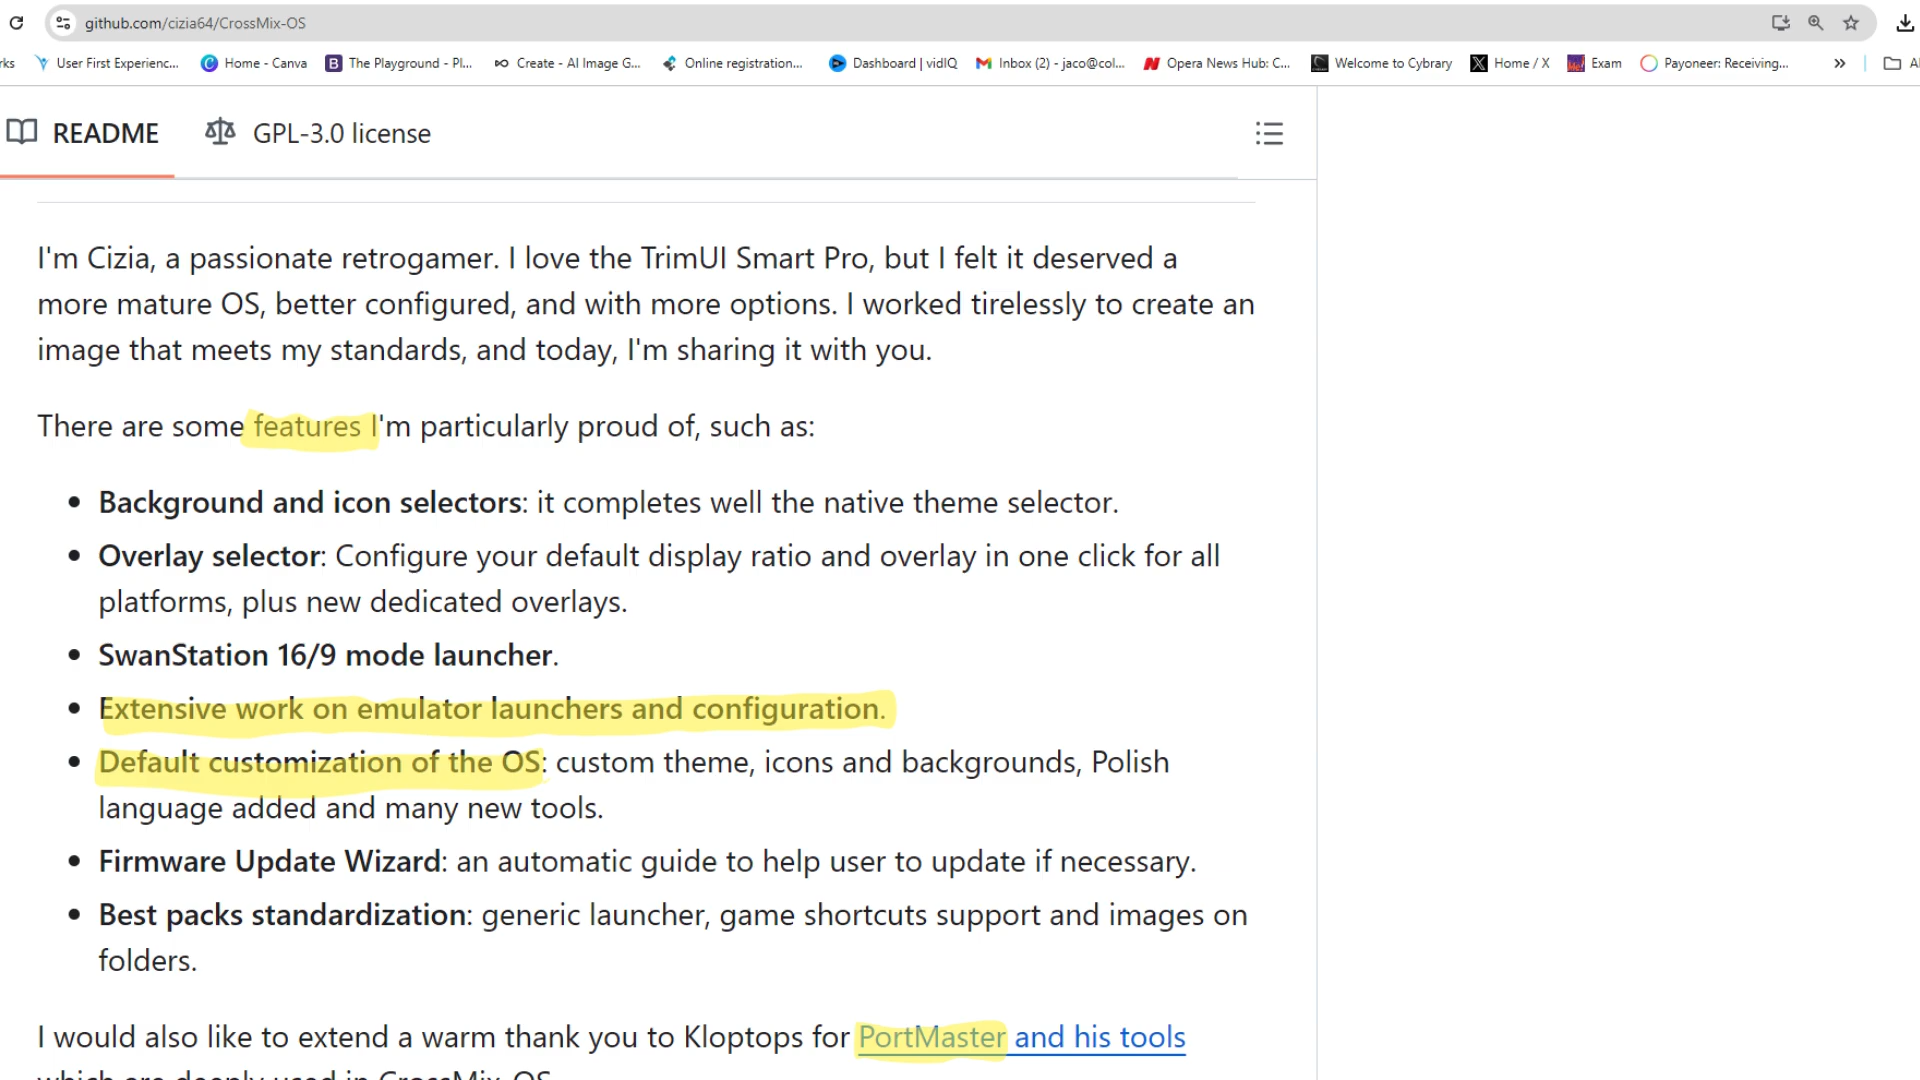 github.com/cizia64/CrossMix-OS
rks User First Experienc... Home - Canva The Playground - Pl... Create - AI Image G... Online registration... Dashboard | vidIQ Inbox (2) - jaco@col... Opera News Hub: C... Welcome to Cybrary Home / X Exam Payoneer: Receiving... » Al
README GPL-3.0 license
I'm Cizia, a passionate retrogamer. I love the TrimUI Smart Pro, but I felt it deserved a
more mature OS, better configured, and with more options. I worked tirelessly to create an
image that meets my standards, and today, I'm sharing it with you.
There are some features I'm particularly proud of, such as:
• Background and icon selectors: it completes well the native theme selector.
• Overlay selector: Configure your default display ratio and overlay in one click for all
platforms, plus new dedicated overlays.
• SwanStation 16/9 mode launcher.
• Extensive work on emulator launchers and configuration.
• Default customization of the OS: custom theme, icons and backgrounds, Polish
language added and many new tools.
• Firmware Update Wizard: an automatic guide to help user to update if necessary.
• Best packs standardization: generic launcher, game shortcuts support and images on
folders.
I would also like to extend a warm thank you to Kloptops for PortMaster and his tools
which are deeply used in CrossMix-OS